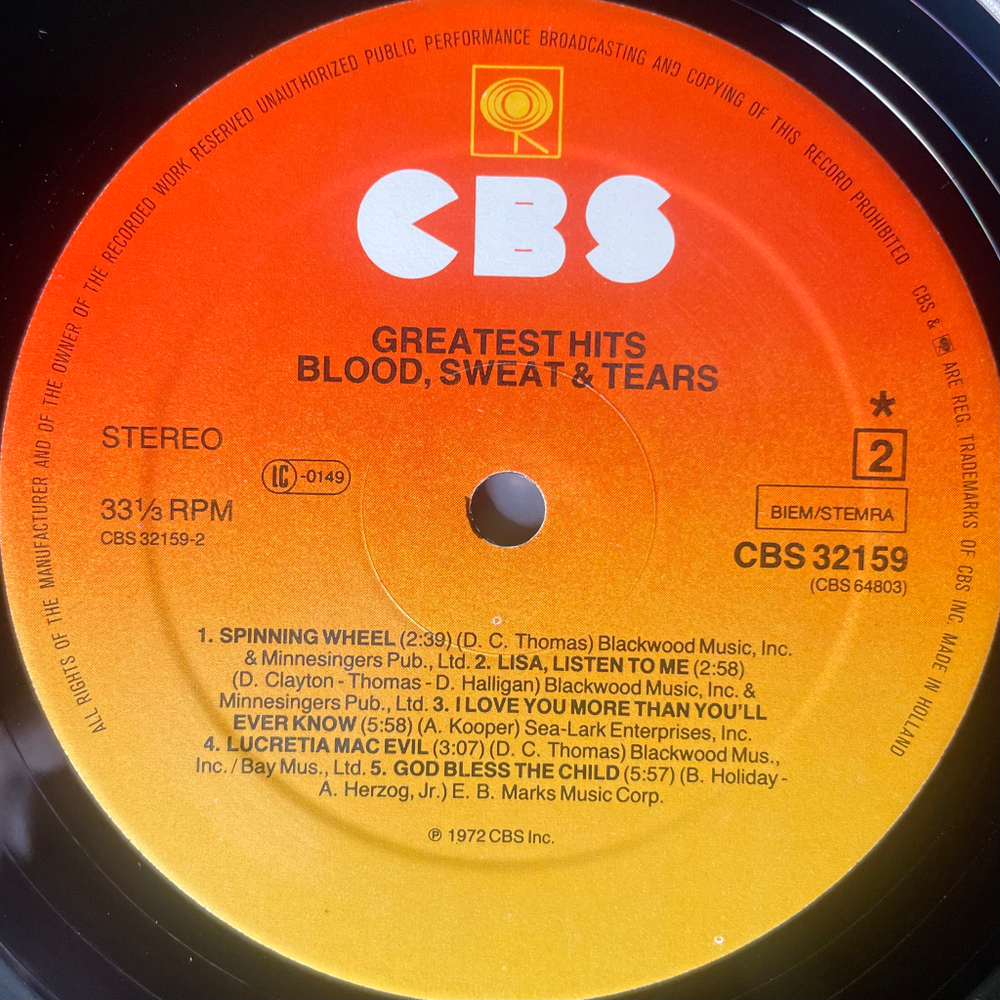 ALL RIGHTS OF THE MANUFACTURER AND OF THE OWNER OF THE RECORDED WORK RESERVED UNAUTHORIZED PUBLIC PERFORMANCE BROADCASTING AND COPYING OF THIS RECORD PROHIBITED CBS & ARE REG. TRADEMARKS OF CBS INC. MADE IN HOLLAND
CBS
GREATEST HITS
BLOOD, SWEAT & TEARS
STEREO
LC-0149
33⅓ RPM
CBS 32159-2
*
2
BIEM/STEMRA
CBS 32159
(CBS 64803)
1. SPINNING WHEEL (2:39) (D. C. Thomas) Blackwood Music, Inc.
& Minnesingers Pub., Ltd. 2. LISA, LISTEN TO ME (2:58)
(D. Clayton - Thomas - D. Halligan) Blackwood Music, Inc. &
Minnesingers Pub., Ltd. 3. I LOVE YOU MORE THAN YOU'LL
EVER KNOW (5:58) (A. Kooper) Sea-Lark Enterprises, Inc.
4. LUCRETIA MAC EVIL (3:07) (D. C. Thomas) Blackwood Mus.,
Inc. / Bay Mus., Ltd. 5. GOD BLESS THE CHILD (5:57) (B. Holiday -
A. Herzog, Jr.) E. B. Marks Music Corp.
℗ 1972 CBS Inc.